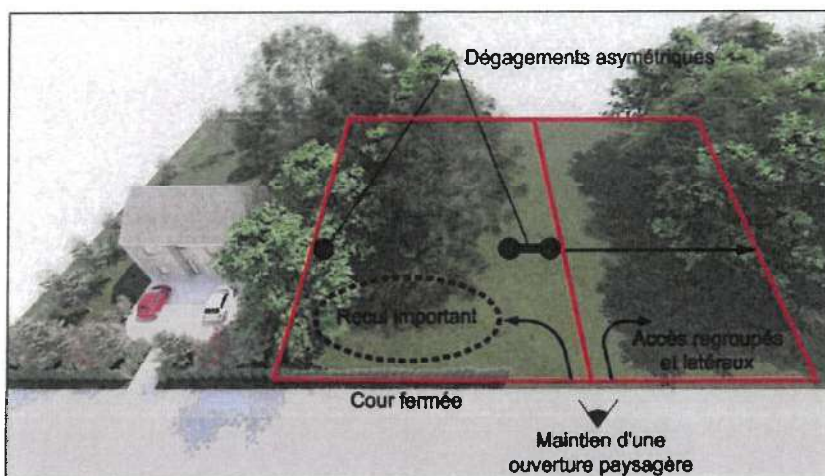 Dégagements asymétriques
Recul important
Accès regroupés
et latéraux
Cour fermée
Maintien d'une
ouverture paysagère